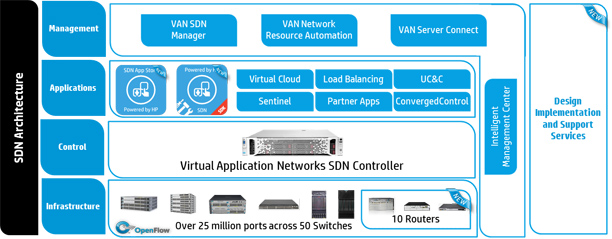 SDN Architecture
Management
VAN SDN
Manager
VAN Network
Resource Automation
VAN Server Connect
Applications
SDN App Store
Powered by HP
Powered by
SDN
SDK
Virtual Cloud
Load Balancing
UC&C
Sentinel
Partner Apps
ConvergedControl
Control
Virtual Application Networks SDN Controller
Infrastructure
OpenFlow
Over 25 million ports across 50 Switches
10 Routers
NEW
Intelligent
Management Center
NEW
Design
Implementation
and Support
Services